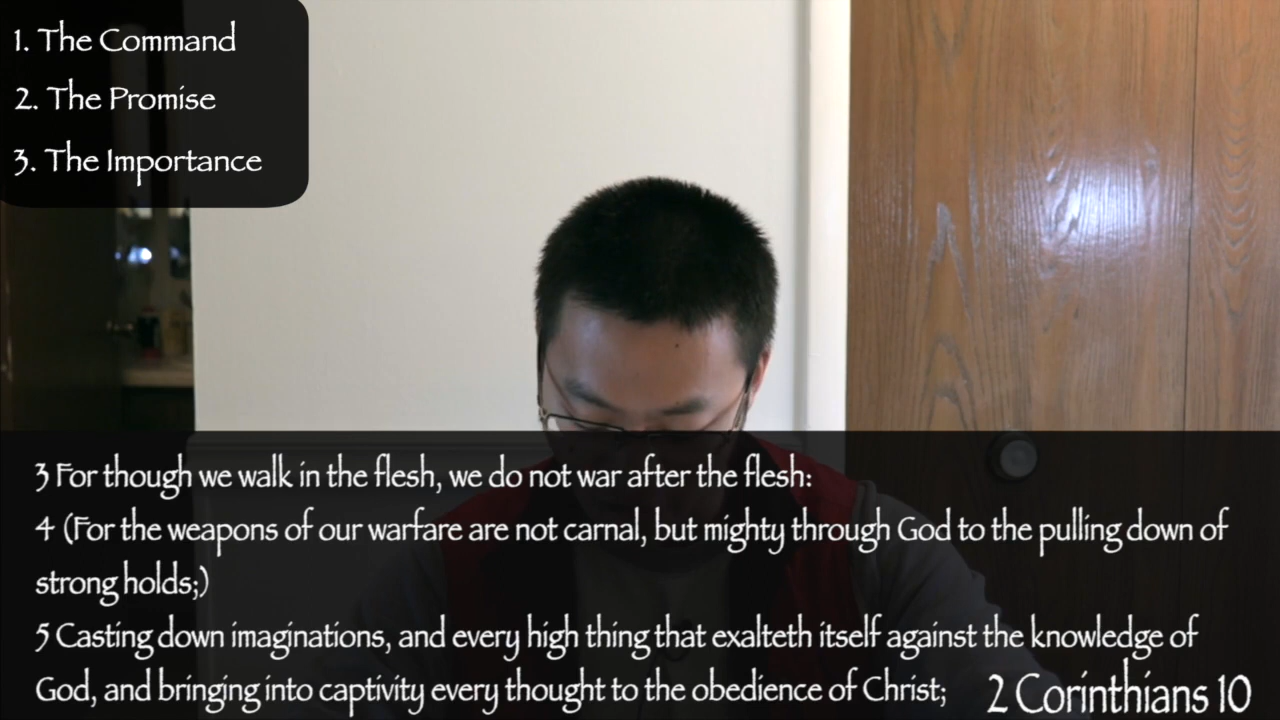 1. The Command
2. The Promise
3. The Importance
3 For though we walk in the flesh, we do not war after the flesh:
4 (For the weapons of our warfare are not carnal, but mighty through God to the pulling down of
strong holds;)
5 Casting down imaginations, and every high thing that exalteth itself against the knowledge of
God, and bringing into captivity every thought to the obedience of Christ;
2 Corinthians 10